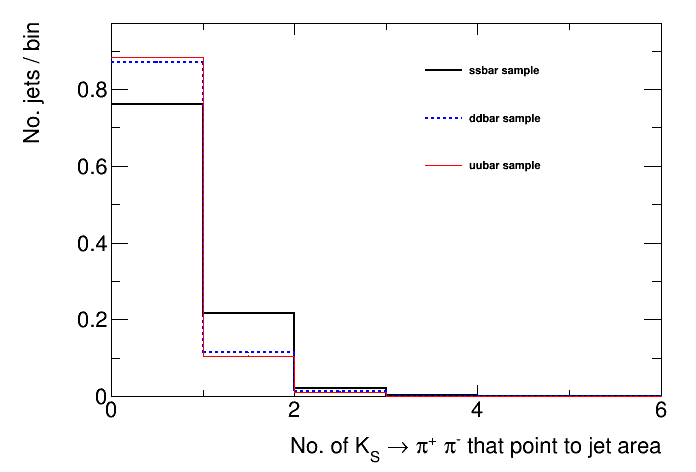 No. jets / bin
0.8
0.6
0.4
0.2
0
0 2 4 6
ssbar sample
ddbar sample
uubar sample
No. of K_S → π⁺ π⁻ that point to jet area